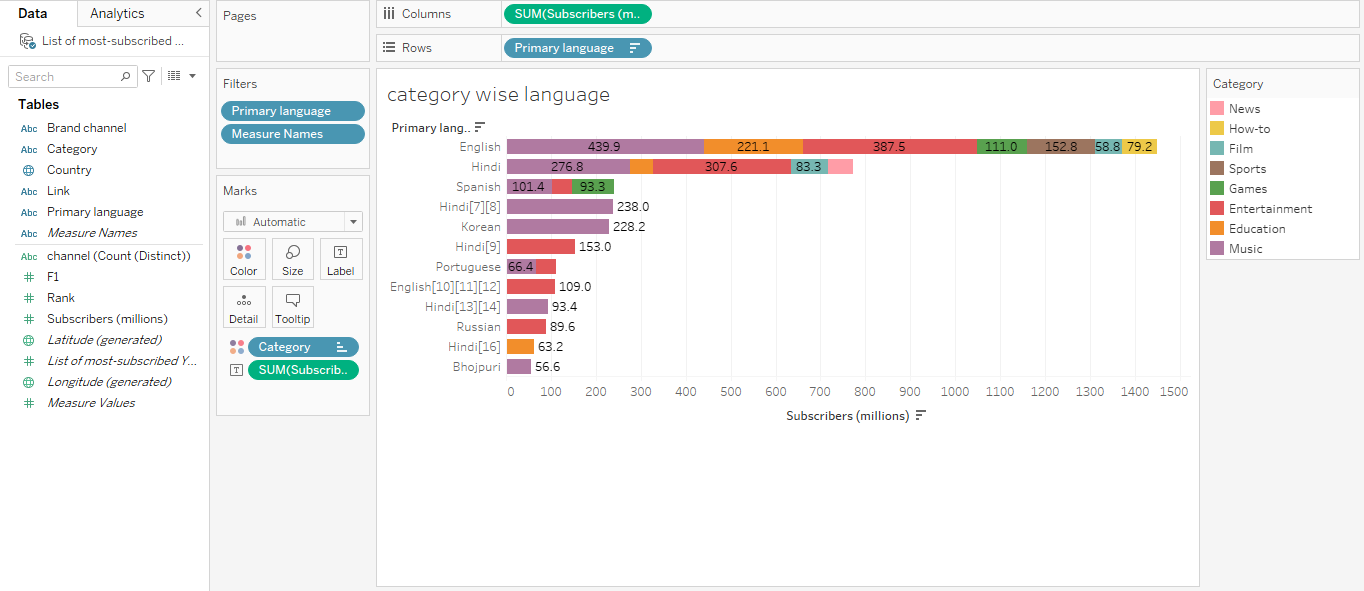 Data
Analytics
List of most-subscribed ...
Search
Tables
Abc Brand channel
Abc Category
Country
Abc Link
Abc Primary language
Abc Measure Names
Abc channel (Count (Distinct))
F1
Rank
Subscribers (millions)
Latitude (generated)
List of most-subscribed Y...
Longitude (generated)
Measure Values
Pages
Filters
Primary language
Measure Names
Marks
Automatic
Color Size Label
Detail Tooltip
Category
SUM(Subscrib..
Columns SUM(Subscribers (m..
Rows Primary language
category wise language
Primary lang..
English 439.9 221.1 387.5 111.0 152.8 58.8 79.2
Hindi 276.8 307.6 83.3
Spanish 101.4 93.3
Hindi[7][8] 238.0
Korean 228.2
Hindi[9] 153.0
Portuguese 66.4
English[10][11][12] 109.0
Hindi[13][14] 93.4
Russian 89.6
Hindi[16] 63.2
Bhojpuri 56.6
0 100 200 300 400 500 600 700 800 900 1000 1100 1200 1300 1400 1500
Subscribers (millions)
Category
News
How-to
Film
Sports
Games
Entertainment
Education
Music